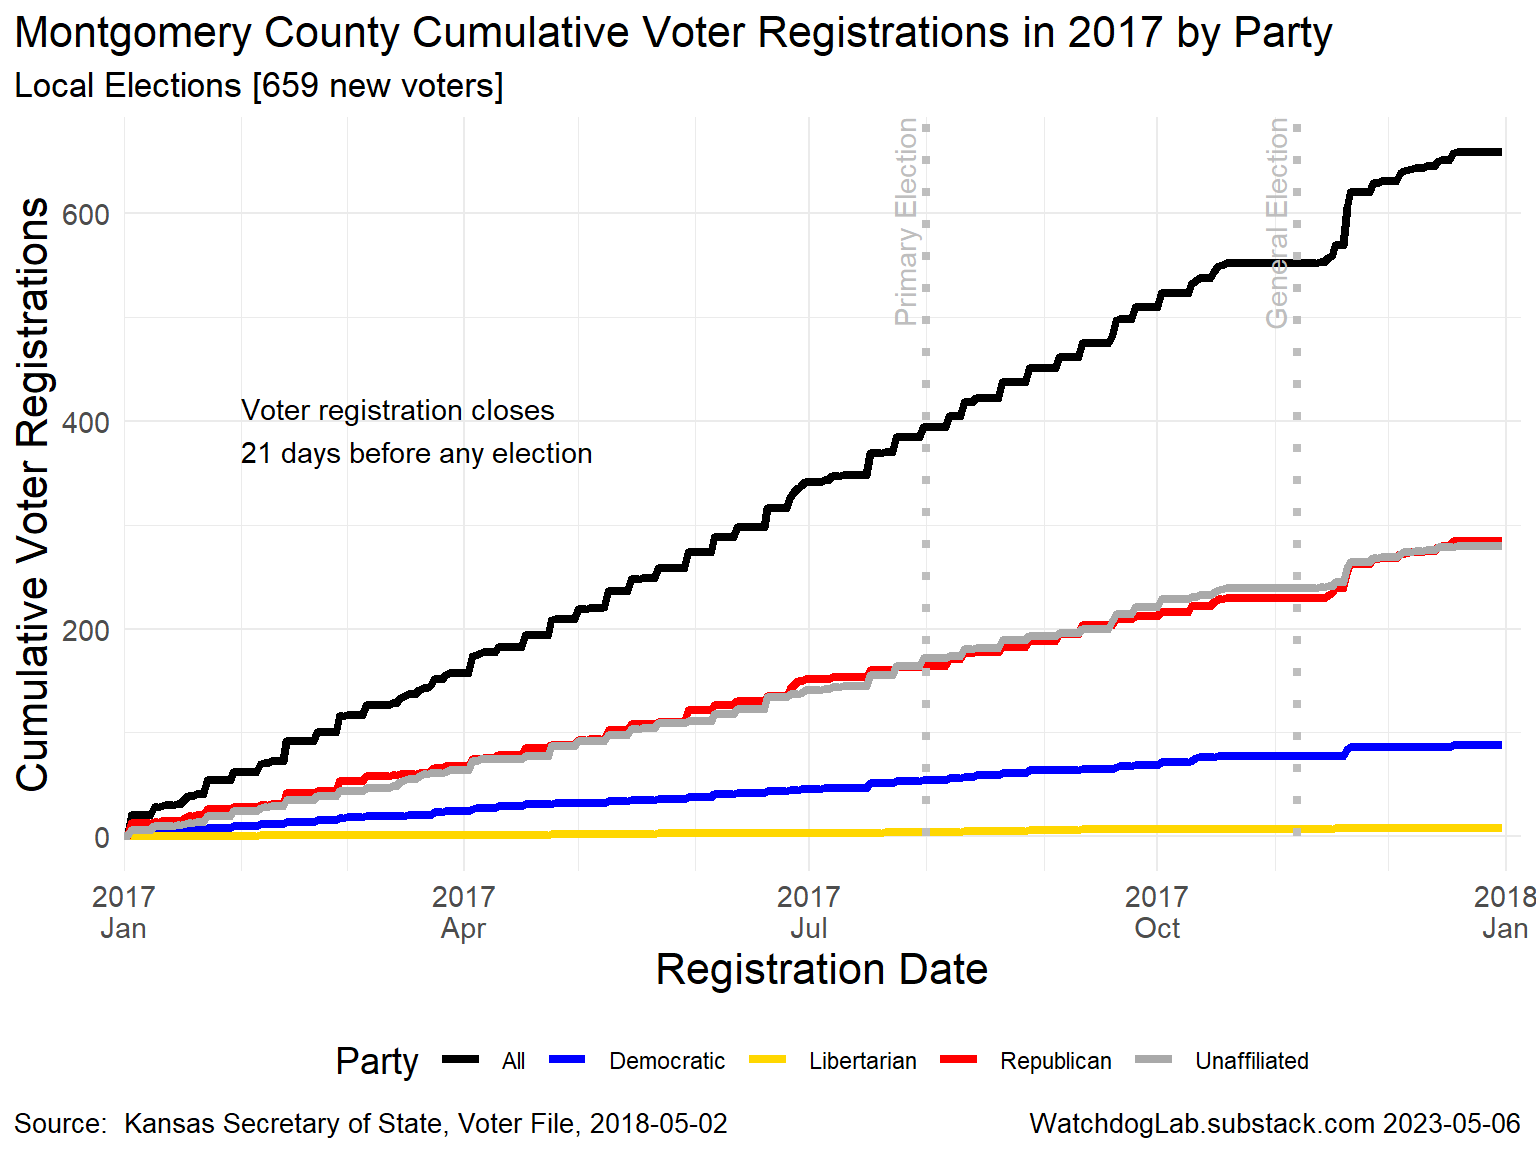 Montgomery County Cumulative Voter Registrations in 2017 by Party
Local Elections [659 new voters]
Cumulative Voter Registrations
600
400
200
0
Primary Election
General Election
Voter registration closes
21 days before any election
2017 2017 2017 2017 2018
Jan Apr Jul Oct Jan
Registration Date
Party All Democratic Libertarian Republican Unaffiliated
Source:  Kansas Secretary of State, Voter File, 2018-05-02
WatchdogLab.substack.com 2023-05-06